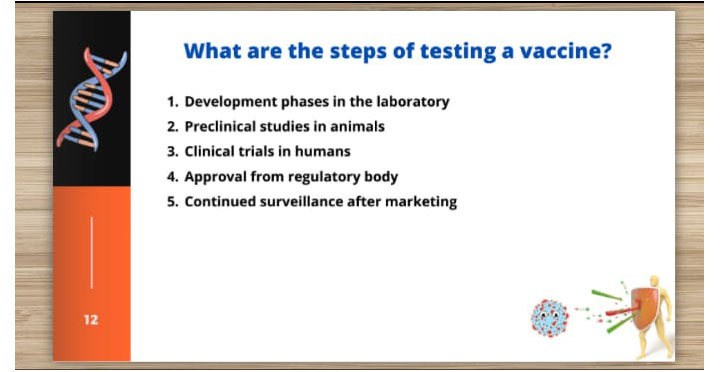 What are the steps of testing a vaccine?
1. Development phases in the laboratory
2. Preclinical studies in animals
3. Clinical trials in humans
4. Approval from regulatory body
5. Continued surveillance after marketing
12